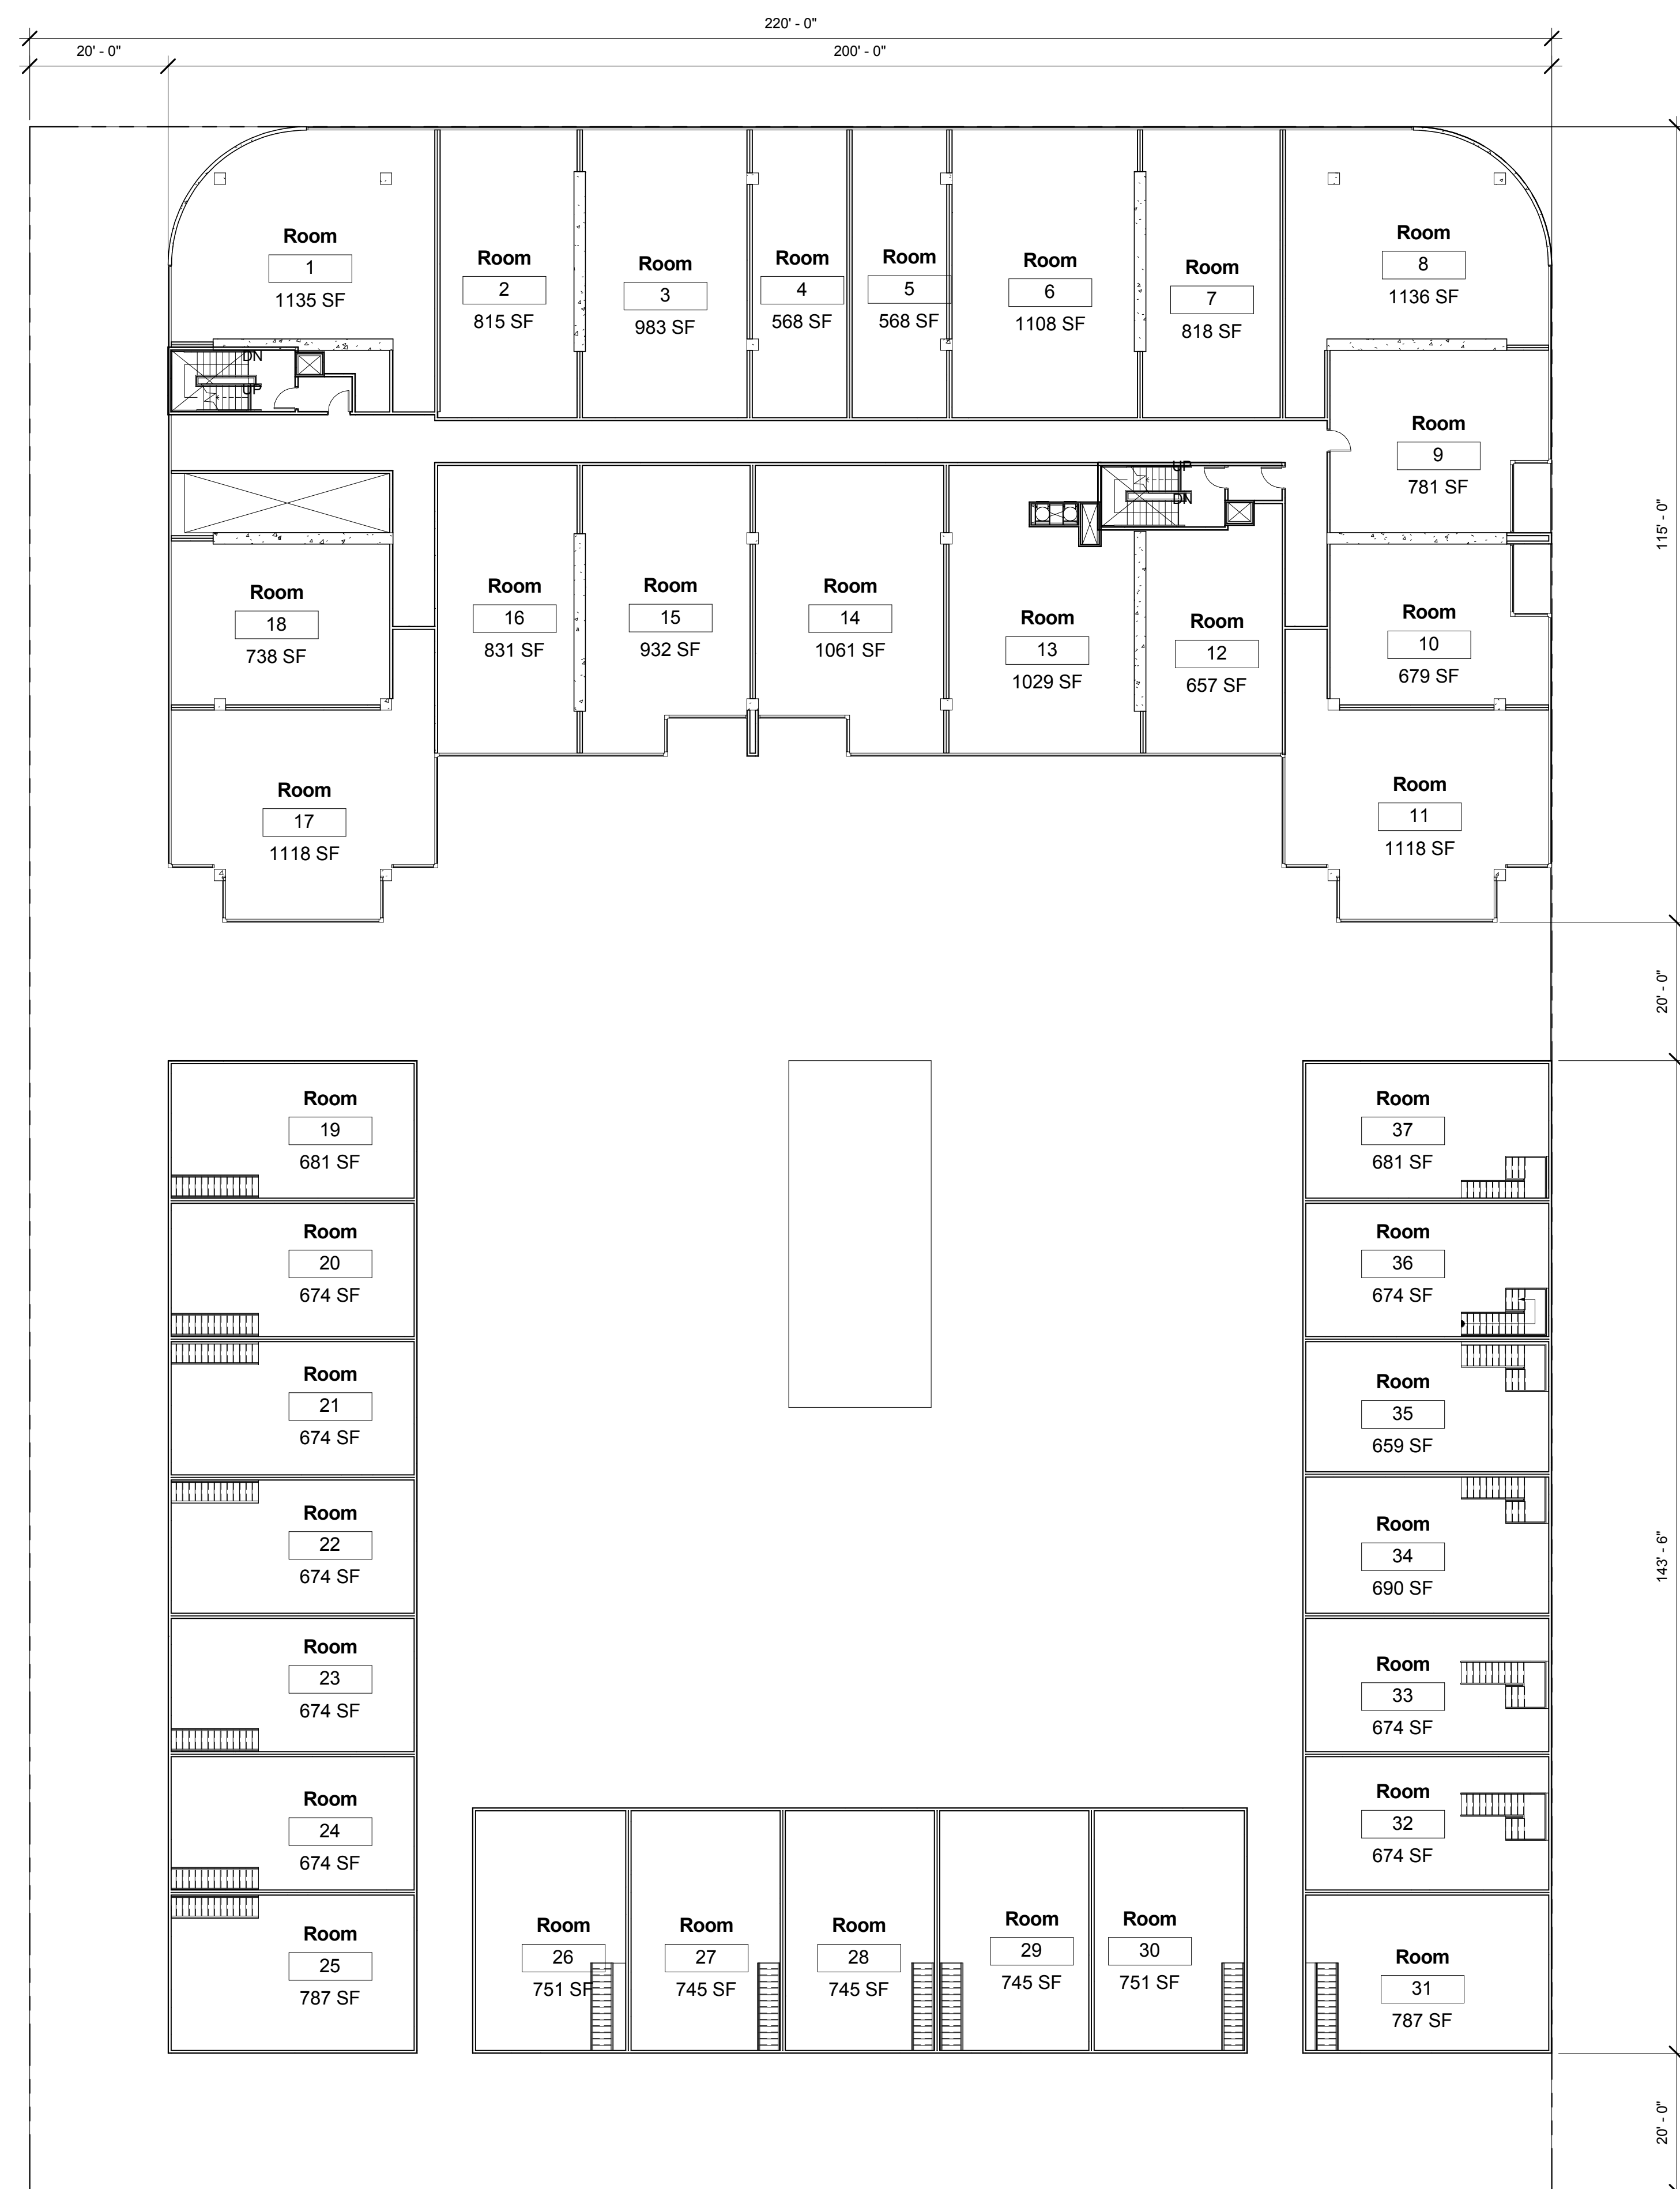 220' - 0"
20' - 0"
200' - 0"
Room
1
1135 SF
Room
2
815 SF
Room
3
983 SF
Room
4
568 SF
Room
5
568 SF
Room
6
1108 SF
Room
7
818 SF
Room
8
1136 SF
DN
UP
Room
9
781 SF
UP
DN
115' - 0"
Room
18
738 SF
Room
16
831 SF
Room
15
932 SF
Room
14
1061 SF
Room
13
1029 SF
Room
12
657 SF
Room
10
679 SF
Room
17
1118 SF
Room
11
1118 SF
20' - 0"
Room
19
681 SF
Room
37
681 SF
Room
20
674 SF
Room
36
674 SF
Room
21
674 SF
Room
35
659 SF
Room
22
674 SF
Room
34
690 SF
143' - 6"
Room
23
674 SF
Room
33
674 SF
Room
24
674 SF
Room
32
674 SF
Room
25
787 SF
Room
26
751 SF
Room
27
745 SF
Room
28
745 SF
Room
29
745 SF
Room
30
751 SF
Room
31
787 SF
20' - 0"